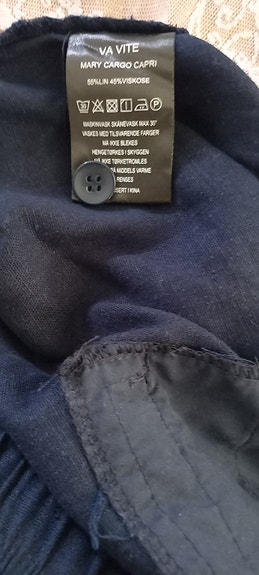 VA VITE
MARY CARGO CAPRI
55%LIN 45%VISKOSE
MASKINVASK SKÅNEVASK MAX 30°
VASKES MED TILSVARENDE FARGER
MÅ IKKE BLEKES
HENGETØRKES I SKYGGEN
MÅ IKKE TØRKETROMLES
MODELS VARME
RENSES
KINA